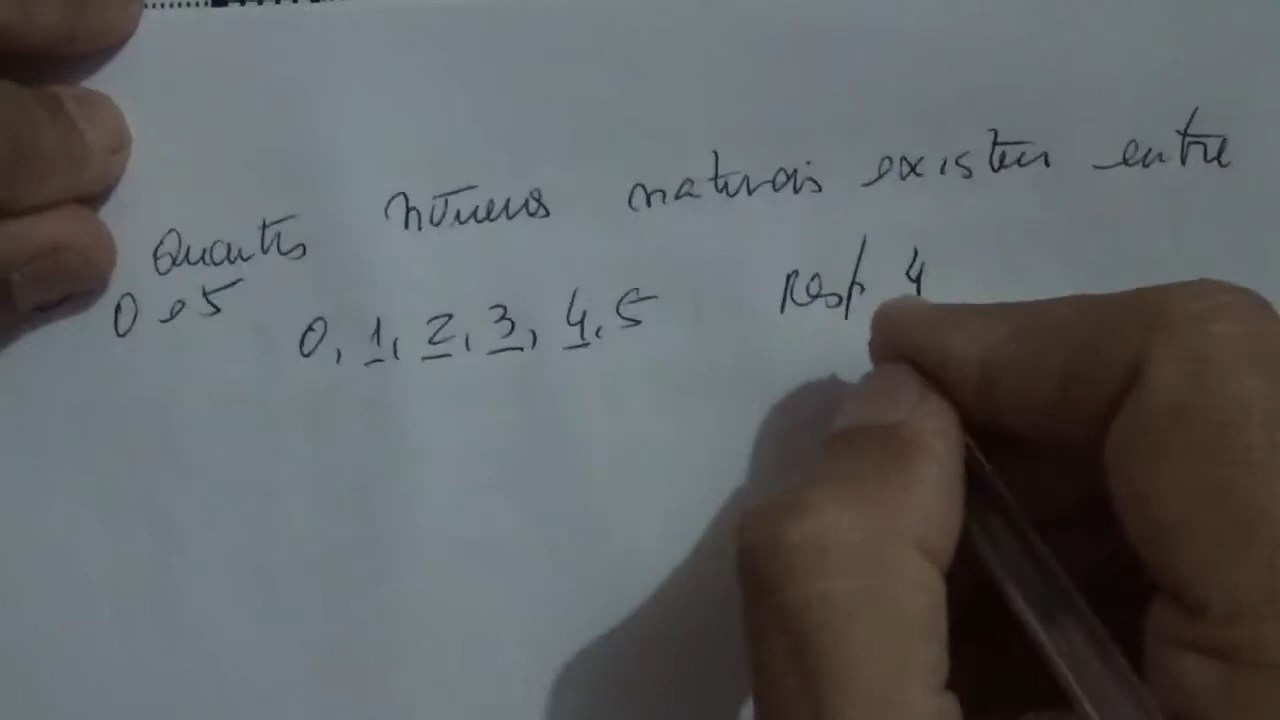 Quantos números naturais existem entre
0 e 5 0, 1, 2, 3, 4, 5 Resp/ 4